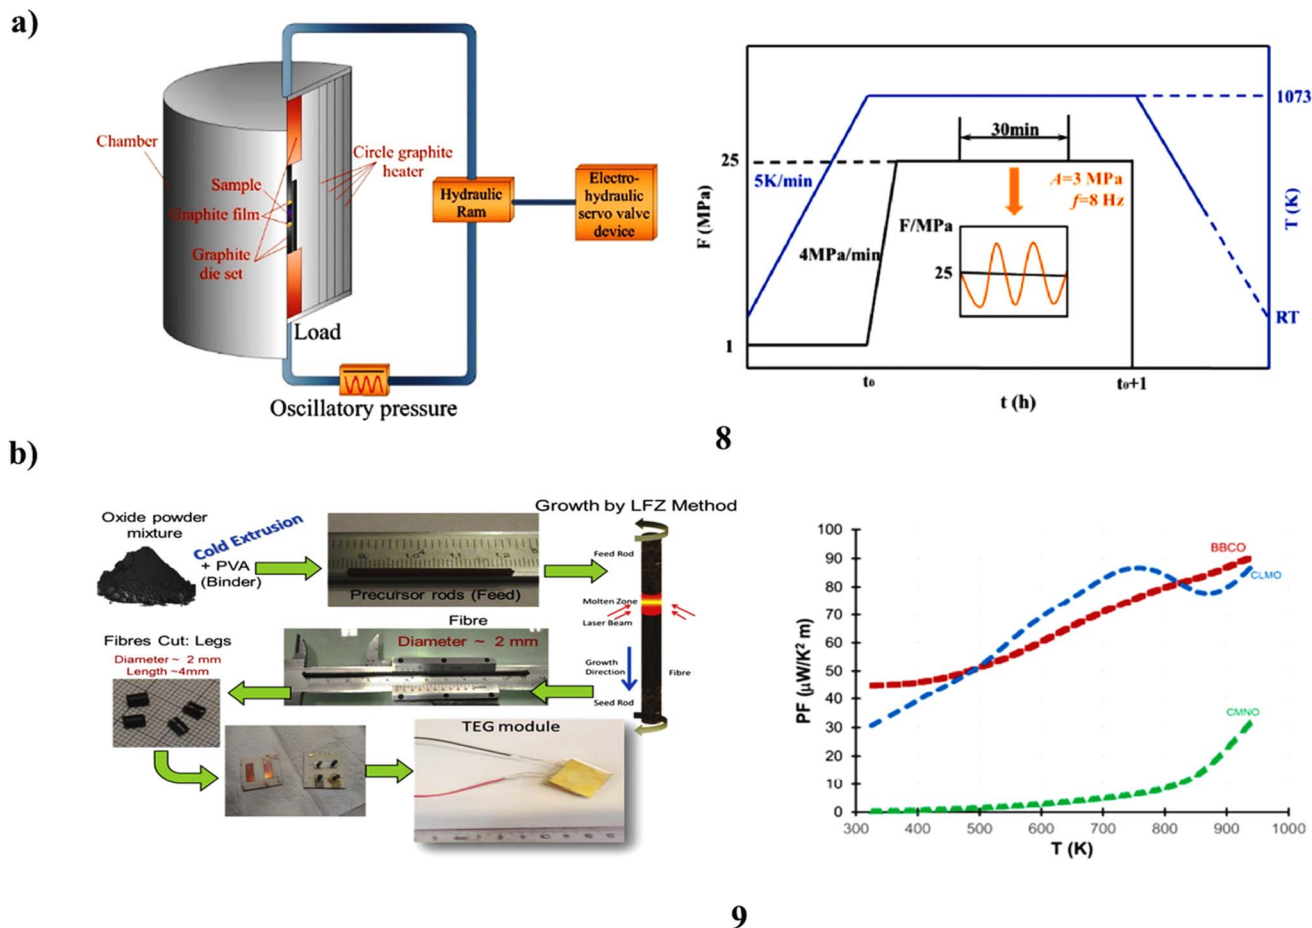 a)
Chamber
Sample
Graphite film
Graphite
die set
Circle graphite
heater
Load
Oscillatory pressure
Hydraulic
Ram
Electro-
hydraulic
servo valve
device
F (MPa)
25
1
5K/min
4MPa/min
30min
A=3 MPa
f=8 Hz
F/MPa
25
1073
T (K)
RT
t₀
t₀+1
t (h)
8
b)
Oxide powder
mixture
Cold Extrusion
+ PVA
(Binder)
Precursor rods (Feed)
Growth by LFZ Method
Feed Rod
Molten Zone
Laser Beam
Growth
Direction
Fibre
Seed Rod
Fibre
Diameter ~ 2 mm
Fibres Cut: Legs
Diameter ~ 2 mm
Length ~4mm
TEG module
PF (μW/K² m)
100
90
80
70
60
50
40
30
20
10
0
BBCO
CLMO
CMNO
300 400 500 600 700 800 900 1000
T (K)
9